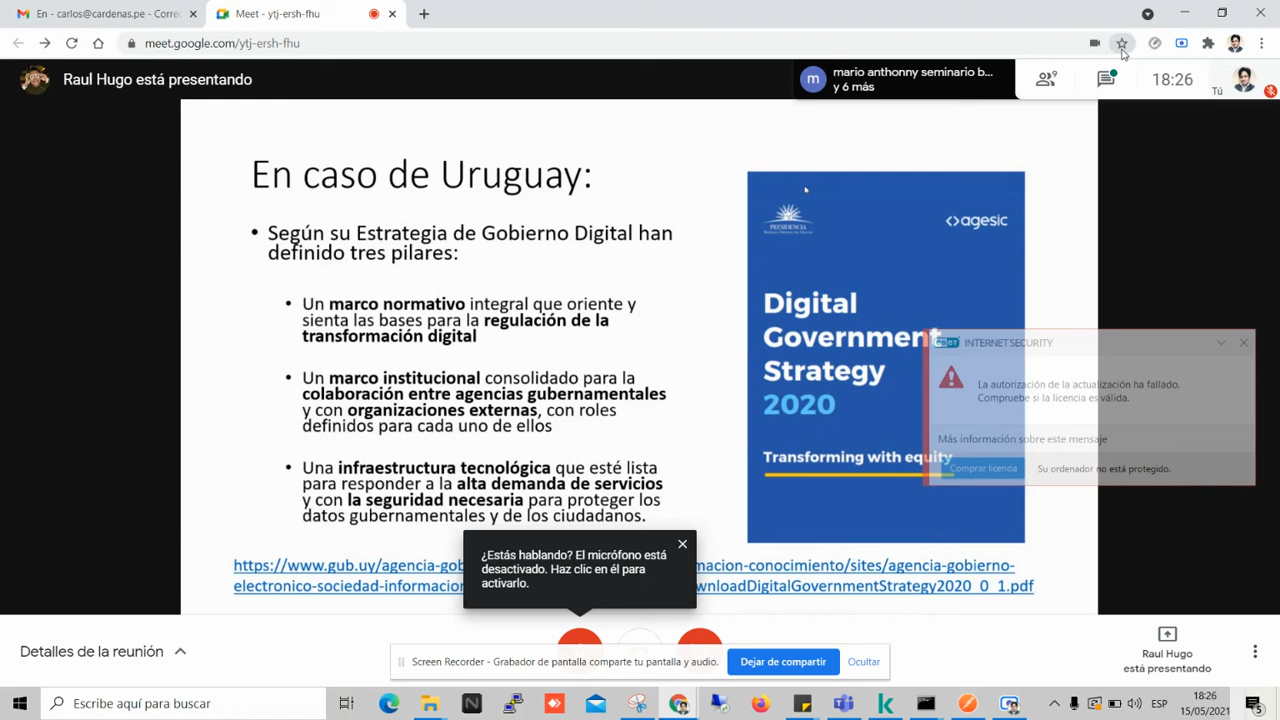 En - carlos@cardenas.pe - Corre
Meet - ytj-ersh-fhu
meet.google.com/ytj-ersh-fhu
Raul Hugo está presentando
m
mario anthonny seminario b...
y 6 más
9
18:26
Tú
En caso de Uruguay:
• Según su Estrategia de Gobierno Digital han
definido tres pilares:
• Un marco normativo integral que oriente y
sienta las bases para la regulación de la
transformación digital
• Un marco institucional consolidado para la
colaboración entre agencias gubernamentales
y con organizaciones externas, con roles
definidos para cada uno de ellos
• Una infraestructura tecnológica que esté lista
para responder a la alta demanda de servicios
y con la seguridad necesaria para proteger los
datos gubernamentales y de los ciudadanos.
PRESIDENCIA
agesic
Digital
Government
Strategy
2020
Transforming with equity
INTERNET SECURITY
La autorización de la actualización ha fallado.
Compruebe si la licencia es válida.
Más información sobre este mensaje
Comprar licencia
Su ordenador no está protegido.
https://www.gub.uy/agencia-gob
macion-conocimiento/sites/agencia-gobierno-
electronico-sociedad-informacion
wnloadDigitalGovernmentStrategy2020_0_1.pdf
¿Estás hablando? El micrófono está
desactivado. Haz clic en él para
activarlo.
Detalles de la reunión
Screen Recorder - Grabador de pantalla comparte tu pantalla y audio.
Dejar de compartir
Ocultar
Raul Hugo
está presentando
Escribe aquí para buscar
ESP
18:26
15/05/2021
5